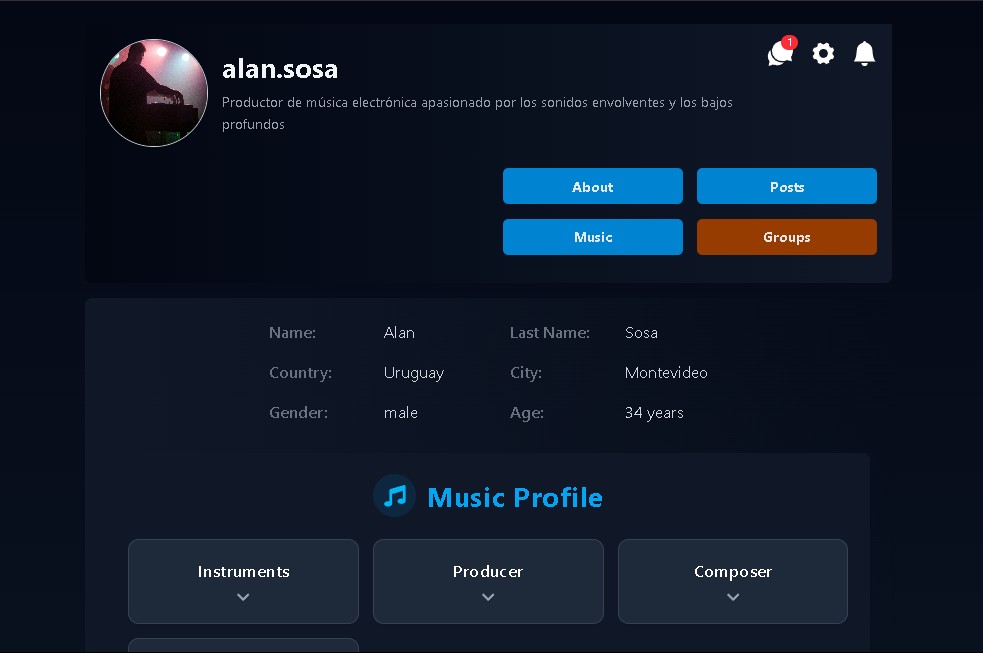 1
alan.sosa
Productor de música electrónica apasionado por los sonidos envolventes y los bajos
profundos
About
Posts
Music
Groups
Name: Alan Last Name: Sosa
Country: Uruguay City: Montevideo
Gender: male Age: 34 years
Music Profile
Instruments
Producer
Composer